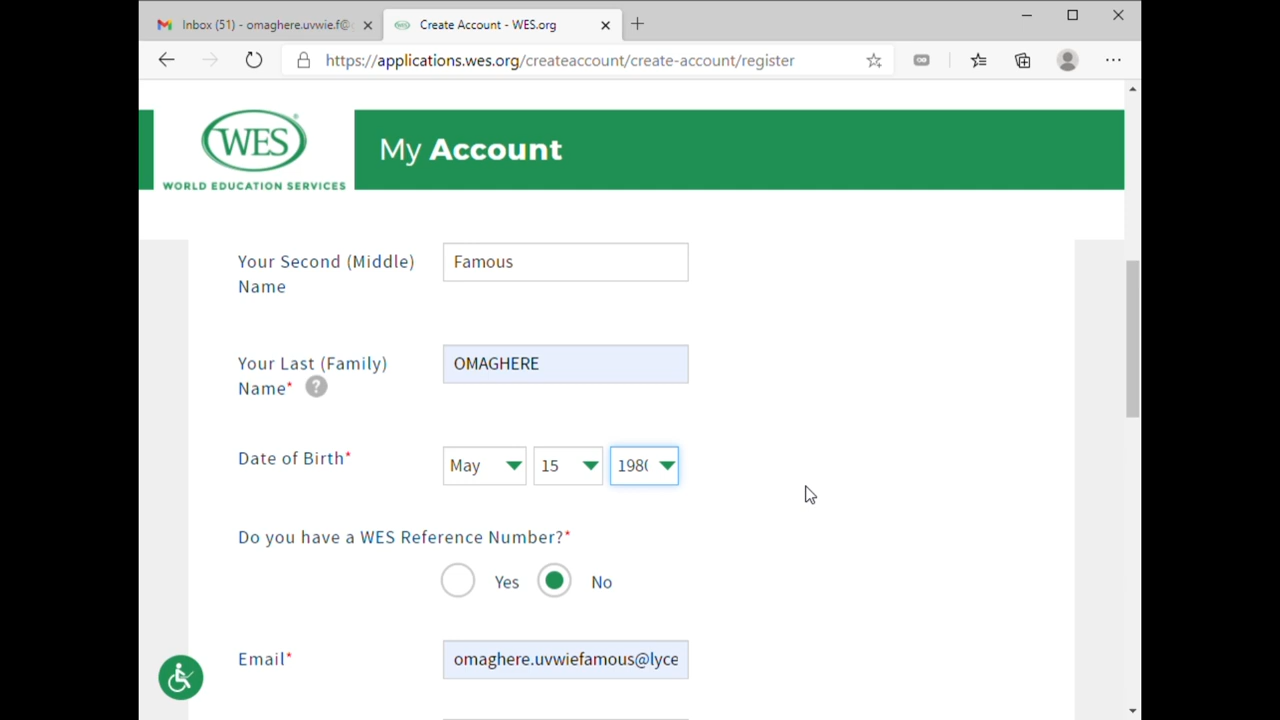 Inbox (51) - omaghere.uvwie.f@
Create Account - WES.org
https://applications.wes.org/createaccount/create-account/register
WES
WORLD EDUCATION SERVICES
My Account
Your Second (Middle)
Name
Famous
Your Last (Family)
Name* ?
OMAGHERE
Date of Birth*
May 15 198
Do you have a WES Reference Number?*
Yes No
Email*
omaghere.uvwiefamous@lyce